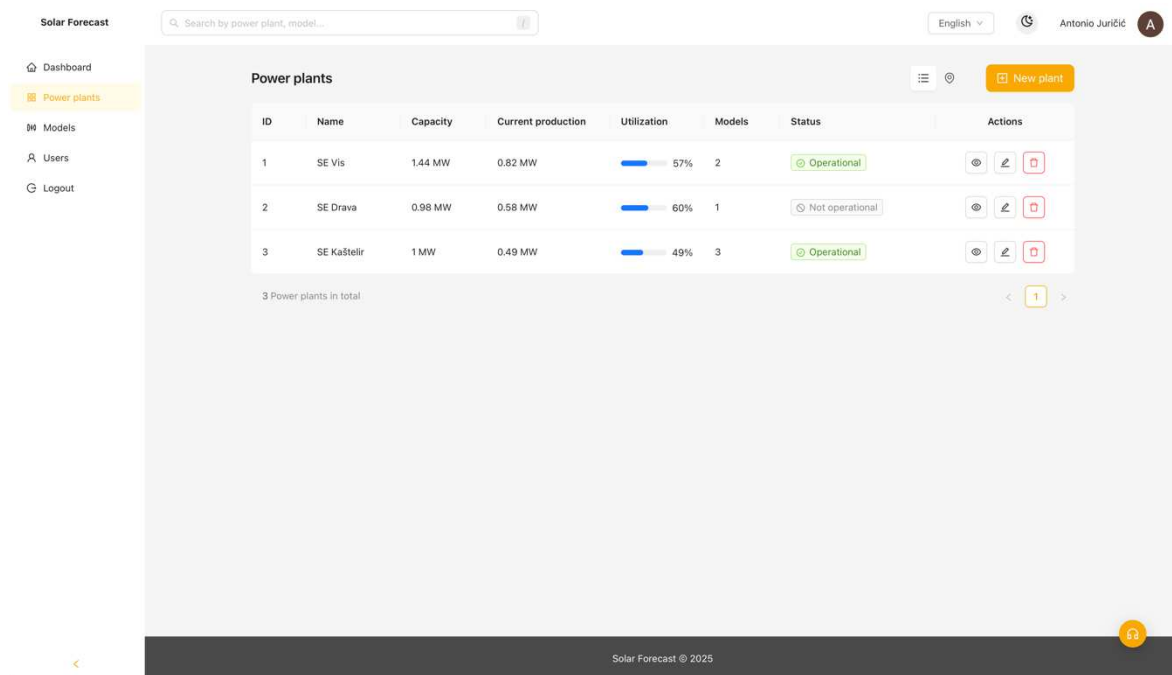 Solar Forecast
Search by power plant, model...
/
English
Antonio Juričić
A
Dashboard
Power plants
Models
Users
Logout
Power plants
New plant
ID Name Capacity Current production Utilization Models Status Actions
1 SE Vis 1.44 MW 0.82 MW 57% 2 Operational
2 SE Drava 0.98 MW 0.58 MW 60% 1 Not operational
3 SE Kaštelir 1 MW 0.49 MW 49% 3 Operational
3 Power plants in total
< 1 >
Solar Forecast © 2025